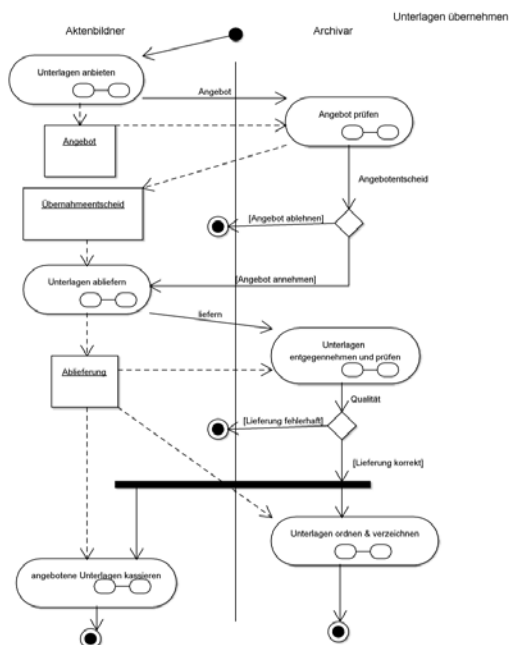 Unterlagen übernehmen
Aktenbildner
Archivar
Unterlagen anbieten
Angebot
Angebot prüfen
Angebot
Angebotentscheid
Übernahmeentscheid
[Angebot ablehnen]
Unterlagen abliefern
[Angebot annehmen]
liefern
Unterlagen
entgegennehmen und prüfen
Ablieferung
Qualität
[Lieferung fehlerhaft]
[Lieferung korrekt]
Unterlagen ordnen & verzeichnen
angebotene Unterlagen kassieren